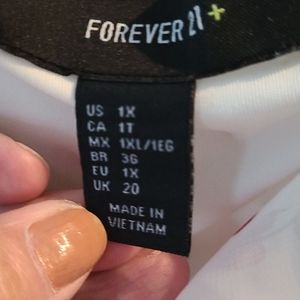 FOREVER 21+
US 1X
CA 1T
MX 1XL/1EG
BR 36
EU 1X
UK 20
MADE IN
VIETNAM